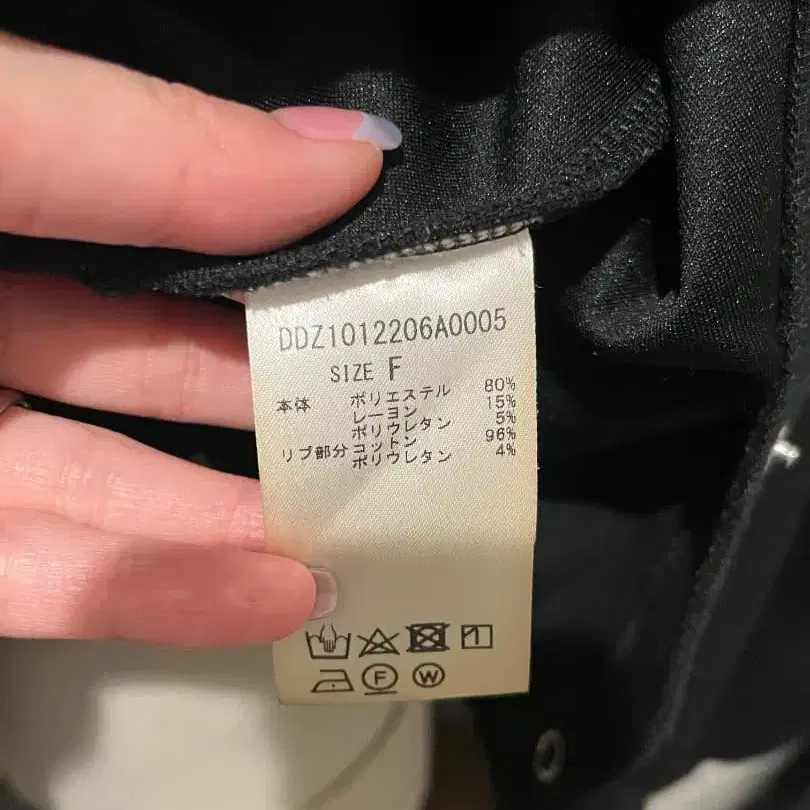 DDZ1012206A0005
SIZE F
本体 ポリエステル 80%
レーヨン 15%
ポリウレタン 5%
リブ部分 コットン 96%
ポリウレタン 4%
F W